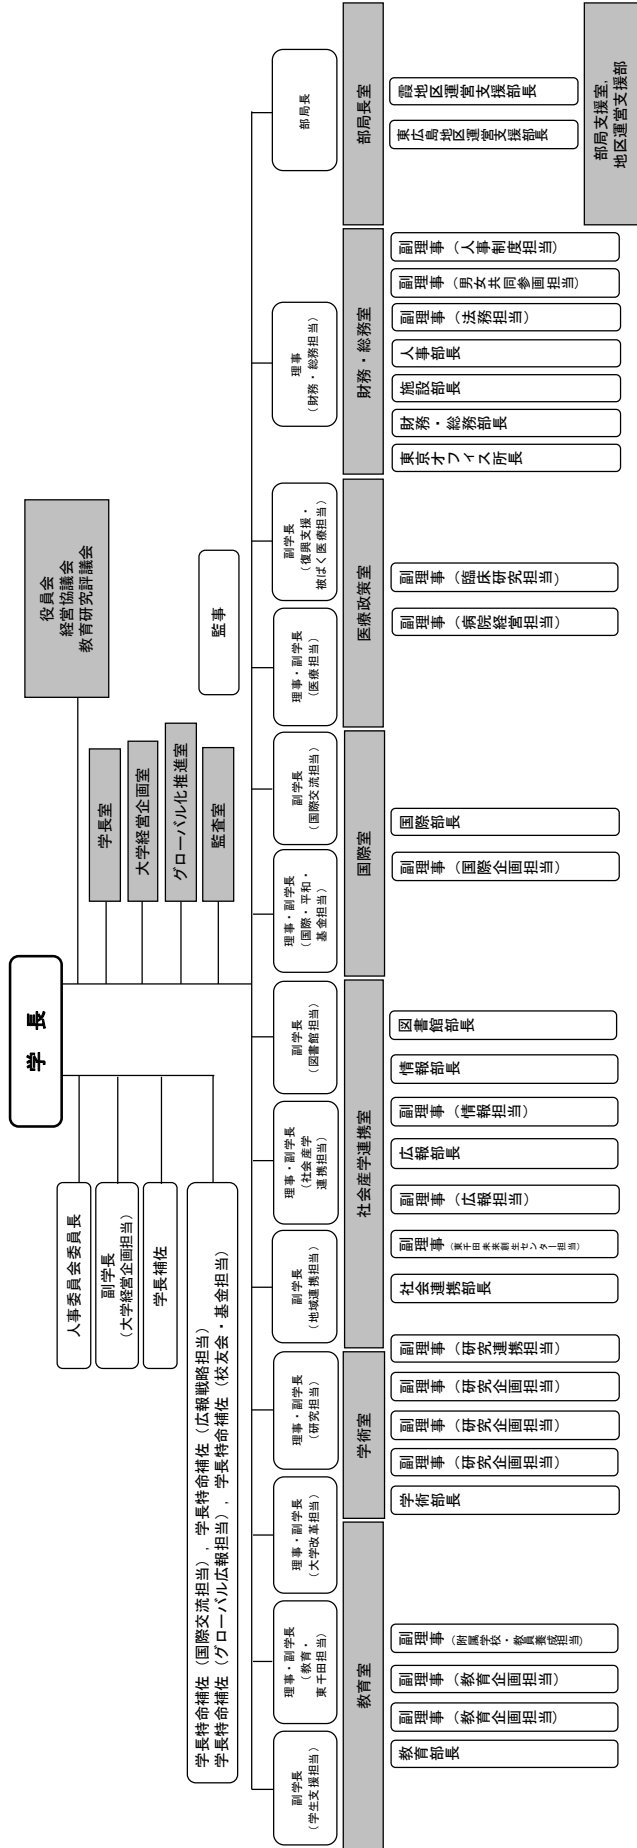 学　長
役員会
経営協議会
教育研究評議会
学長室
大学経営企画室
グローバル化推進室
監査室
監事
人事委員会委員長
副学長
（大学経営企画担当）
学長補佐
学長特命補佐（国際交流担当），学長特命補佐（広報戦略担当）
学長特命補佐（グローバル広報担当），学長特命補佐（校友会・基金担当）
副学長
（学生支援担当）
理事・副学長
（教育・
東千田担当）
理事・副学長
（大学改革担当）
理事・副学長
（研究担当）
副学長
（地域連携担当）
理事・副学長
（社会産学
連携担当）
副学長
（図書館担当）
理事・副学長
（国際・平和・
基金担当）
副学長
（国際交流担当）
理事・副学長
（医療担当）
副学長
（復興支援・
被ばく医療担当）
理事
（財務・総務担当）
部局長
教育室
学術室
社会産学連携室
国際室
医療政策室
財務・総務室
部局長室
教育部長
副理事（教育企画担当）
副理事（教育企画担当）
副理事（附属学校・教員養成担当）
学術部長
副理事（研究企画担当）
副理事（研究企画担当）
副理事（研究企画担当）
副理事（研究連携担当）
社会連携部長
副理事（東千田未来創生センター担当）
副理事（広報担当）
広報部長
副理事（情報担当）
情報部長
図書館部長
副理事（国際企画担当）
国際部長
副理事（病院経営担当）
副理事（臨床研究担当）
東京オフィス所長
財務・総務部長
施設部長
人事部長
副理事（法務担当）
副理事（男女共同参画担当）
副理事（人事制度担当）
東広島地区運営支援部長
霞地区運営支援部長
部局支援室，
地区運営支援部